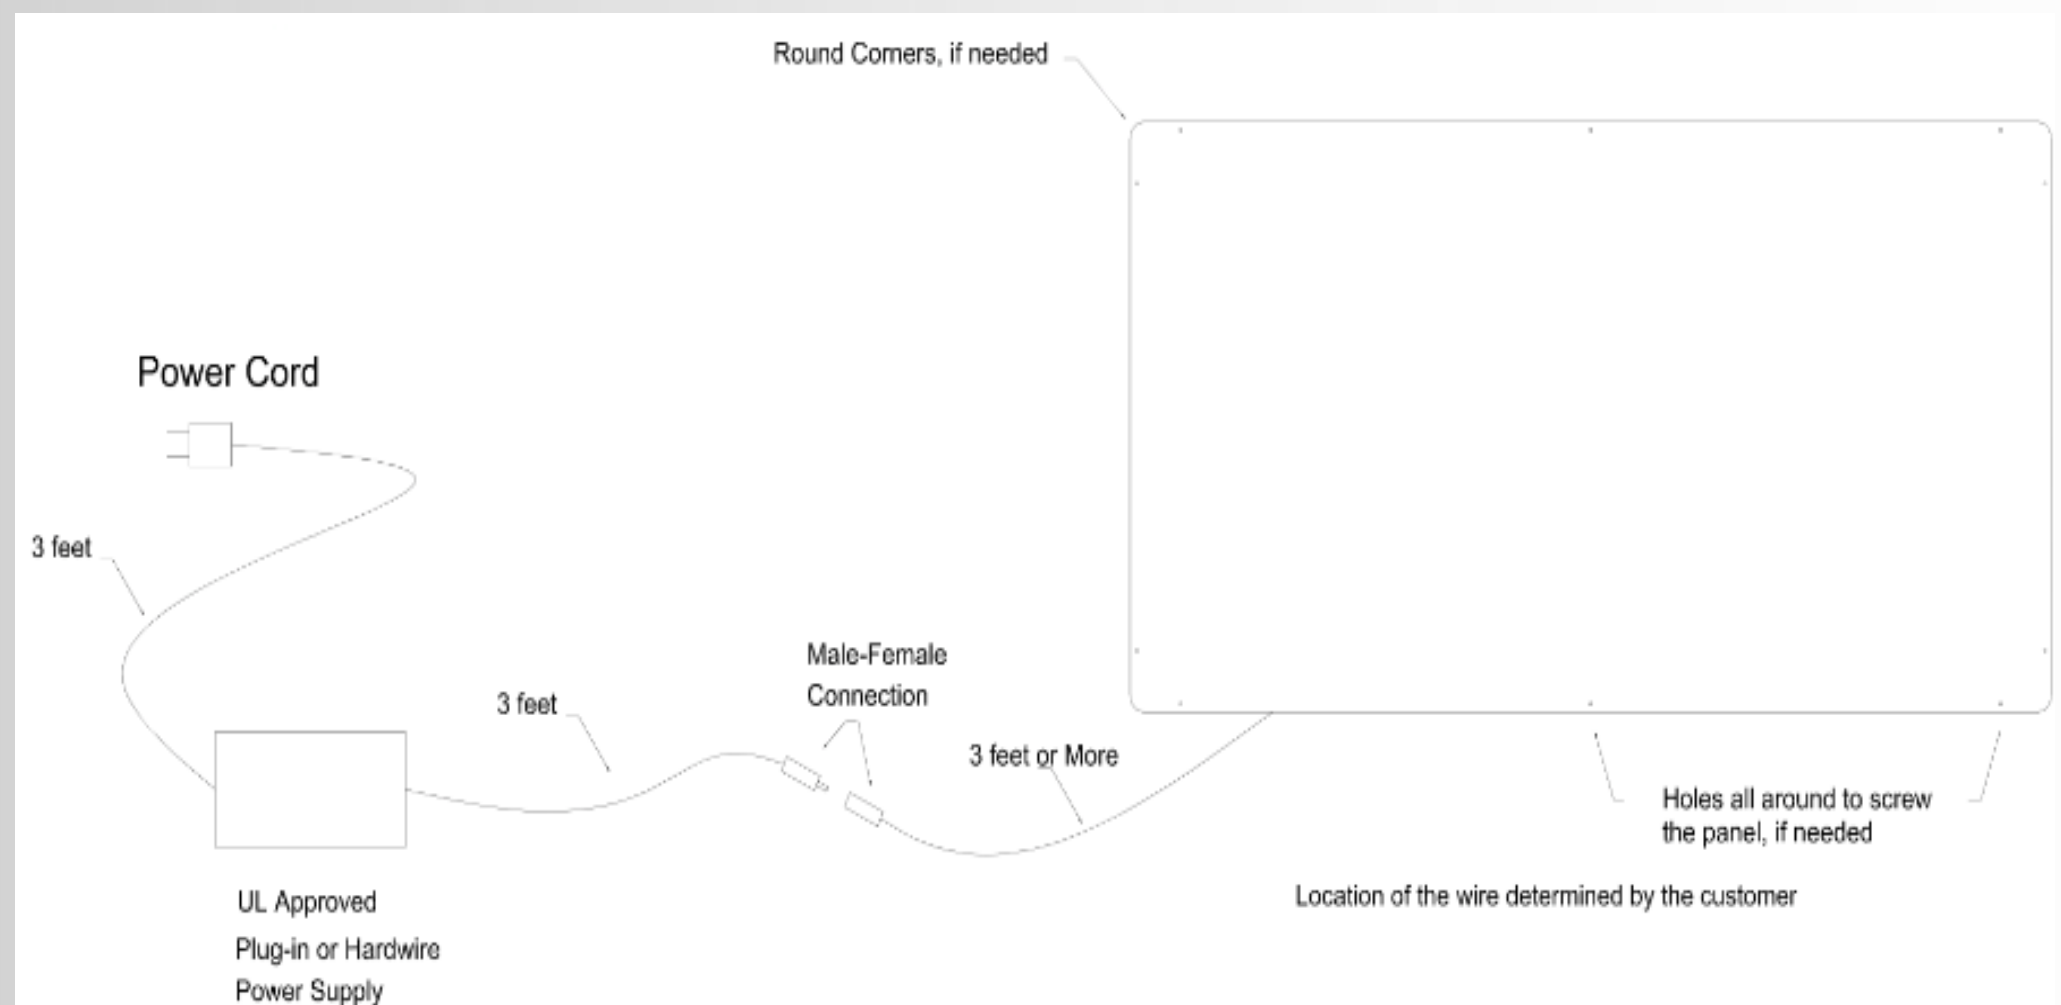 Round Corners, if needed
Power Cord
3 feet
3 feet
Male-Female
Connection
3 feet or More
Holes all around to screw
the panel, if needed
Location of the wire determined by the customer
UL Approved
Plug-in or Hardwire
Power Supply